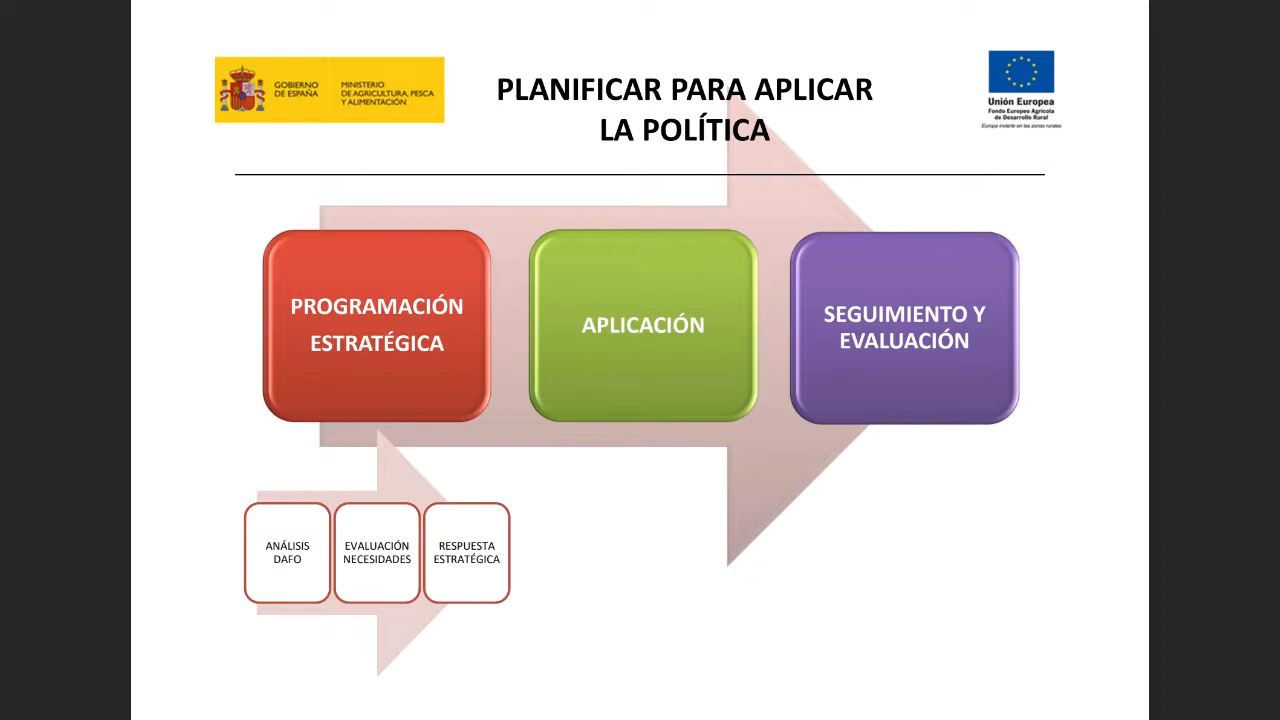 GOBIERNO
DE ESPAÑA
MINISTERIO
DE AGRICULTURA, PESCA
Y ALIMENTACIÓN
PLANIFICAR PARA APLICAR
LA POLÍTICA
Unión Europea
Fondo Europeo Agrícola
de Desarrollo Rural
Europa invierte en las zonas rurales
PROGRAMACIÓN
ESTRATÉGICA
APLICACIÓN
SEGUIMIENTO Y
EVALUACIÓN
ANÁLISIS
DAFO
EVALUACIÓN
NECESIDADES
RESPUESTA
ESTRATÉGICA